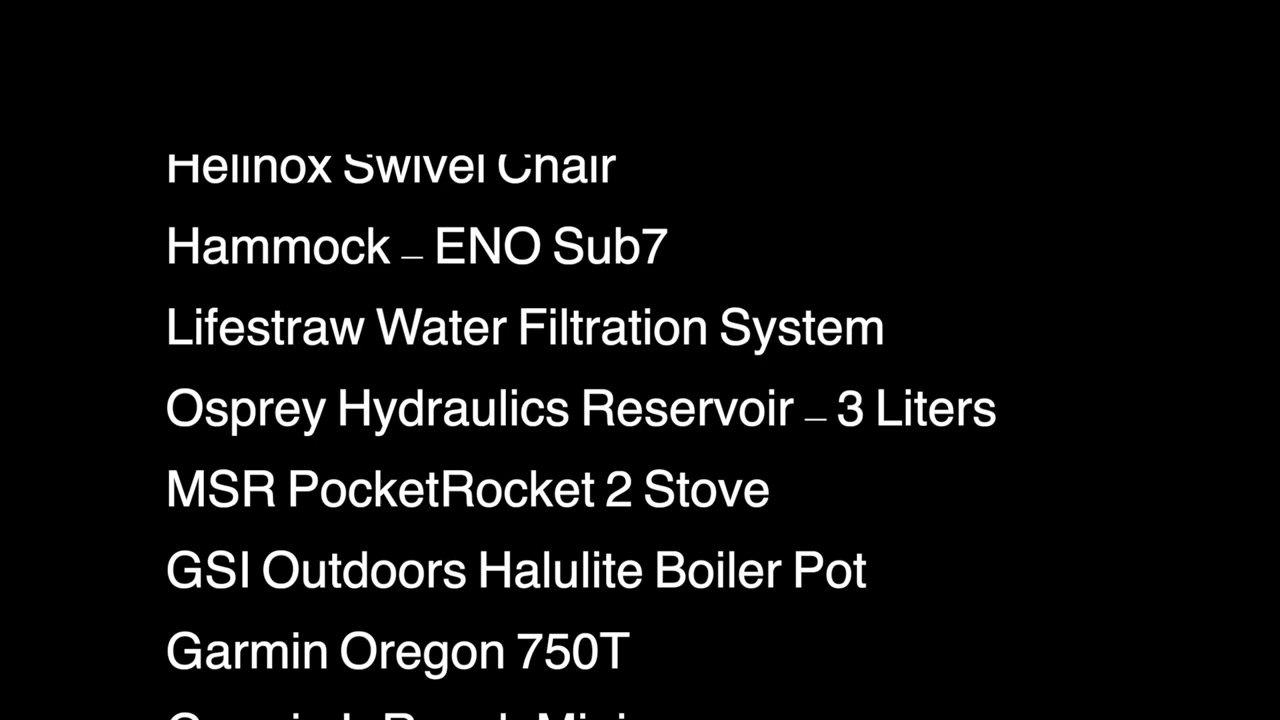 Helinox Swivel Chair
Hammock – ENO Sub7
Lifestraw Water Filtration System
Osprey Hydraulics Reservoir – 3 Liters
MSR PocketRocket 2 Stove
GSI Outdoors Halulite Boiler Pot
Garmin Oregon 750T